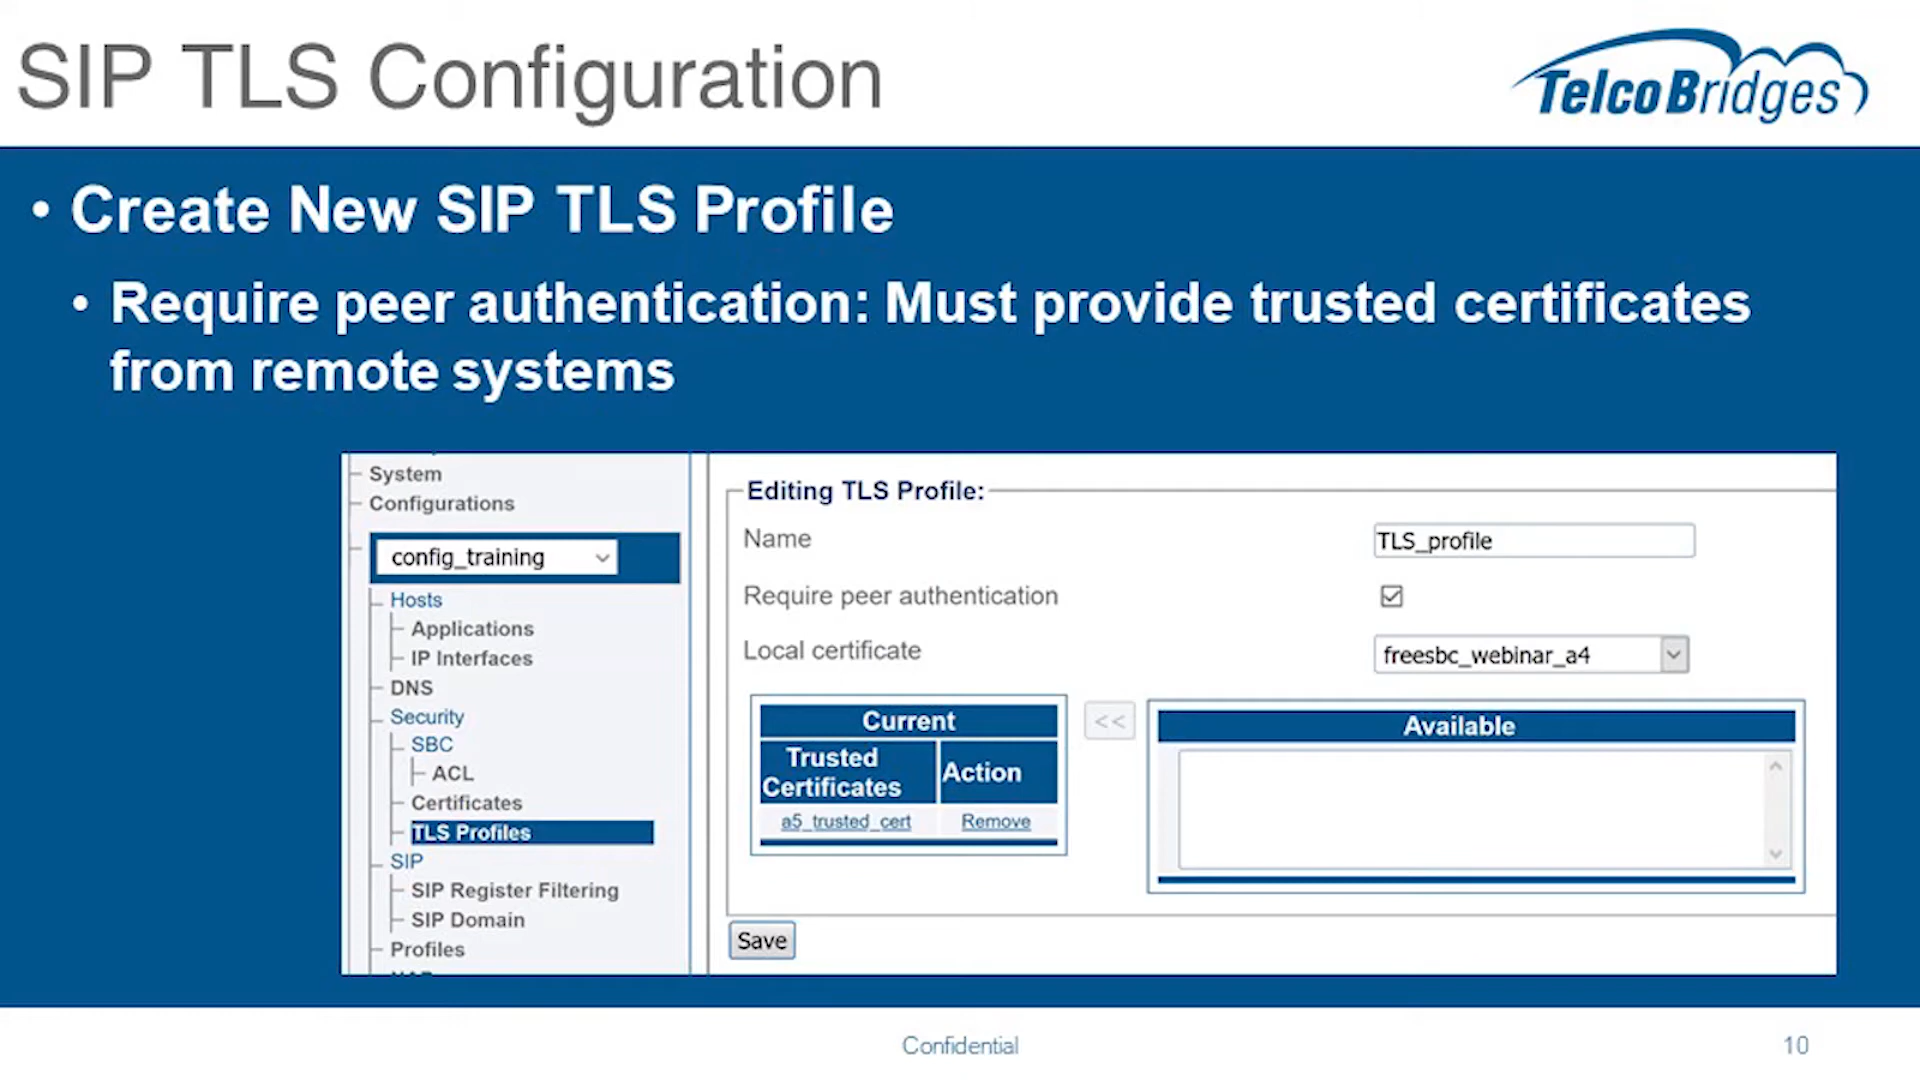 SIP TLS Configuration
TelcoBridges
• Create New SIP TLS Profile
• Require peer authentication: Must provide trusted certificates
from remote systems
System
Configurations
config_training
Hosts
Applications
IP Interfaces
DNS
Security
SBC
ACL
Certificates
TLS Profiles
SIP
SIP Register Filtering
SIP Domain
Profiles
Editing TLS Profile:
Name
TLS_profile
Require peer authentication
Local certificate
freesbc_webinar_a4
Current
Trusted
Certificates
Action
a5_trusted_cert
Remove
<<
Available
Save
Confidential
10